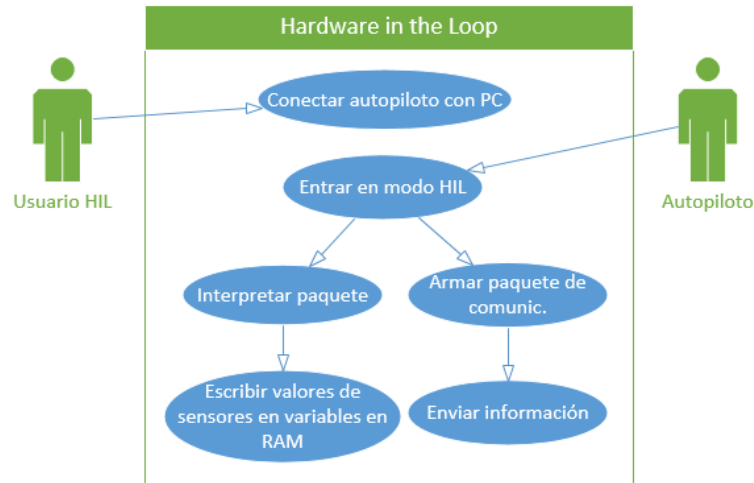 Hardware in the Loop
Conectar autopiloto con PC
Usuario HIL
Entrar en modo HIL
Autopiloto
Interpretar paquete
Armar paquete de
comunic.
Escribir valores de
sensores en variables en
RAM
Enviar información